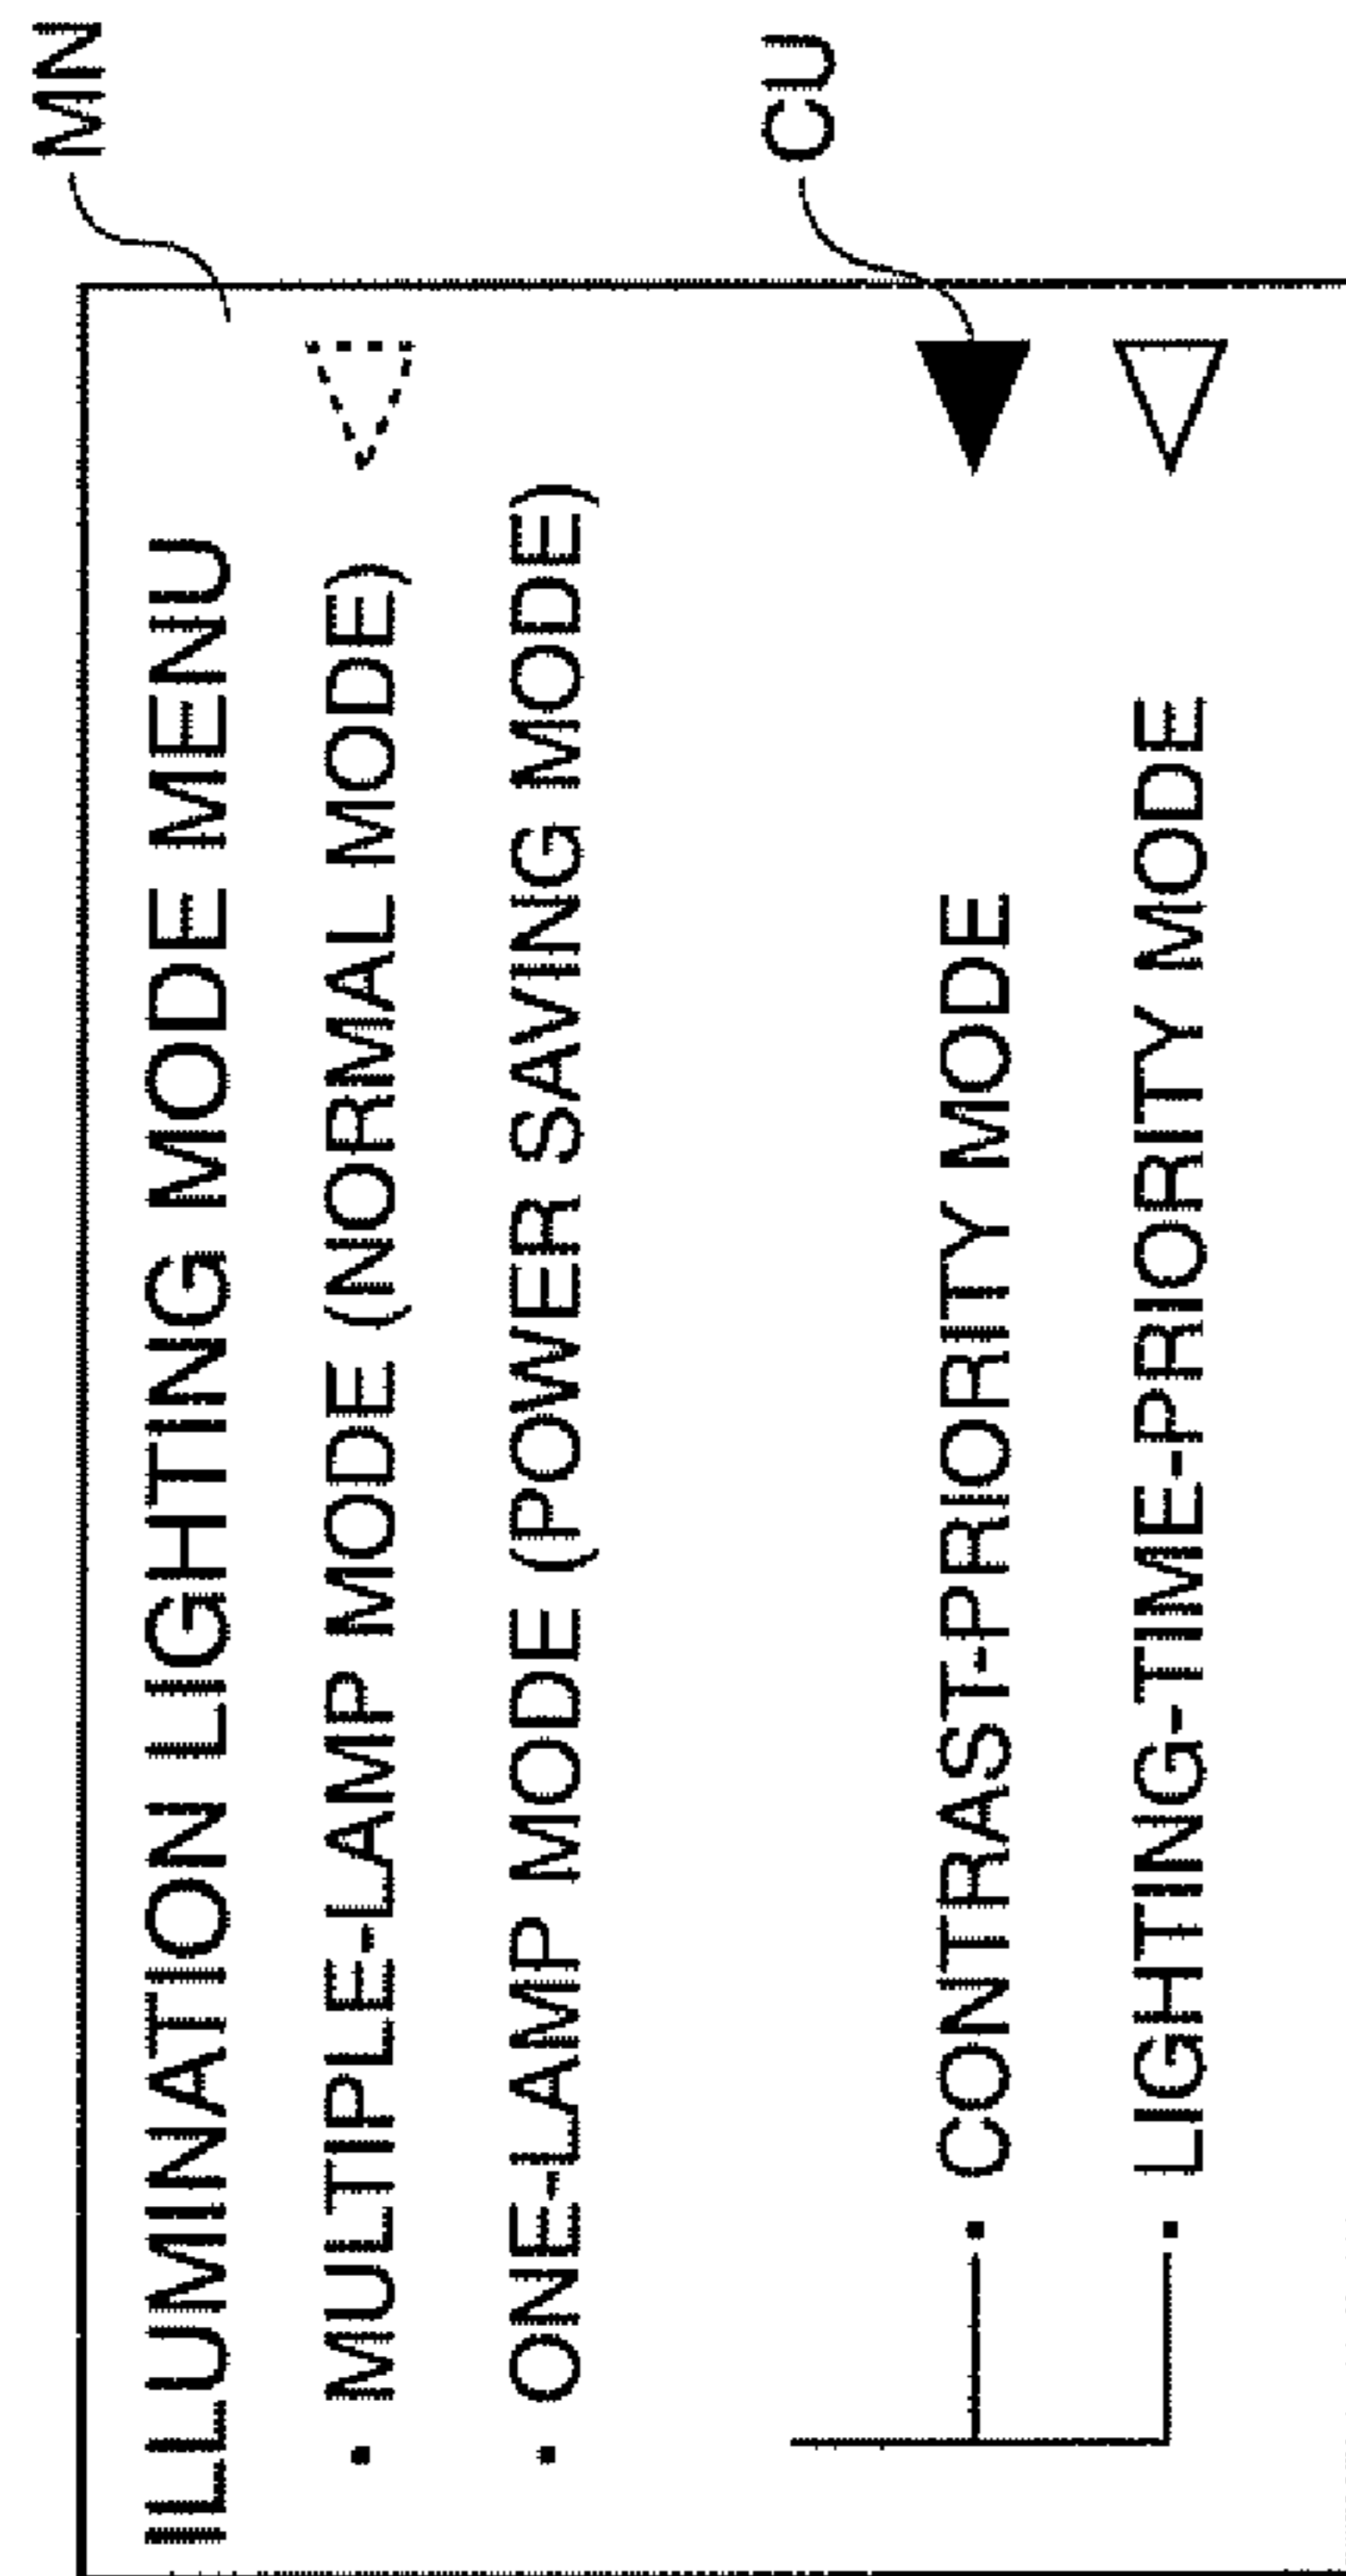 MN
ILLUMINATION LIGHTING MODE MENU
• MULTIPLE-LAMP MODE (NORMAL MODE)
• ONE-LAMP MODE (POWER SAVING MODE)
CU
• CONTRAST-PRIORITY MODE
• LIGHTING-TIME-PRIORITY MODE